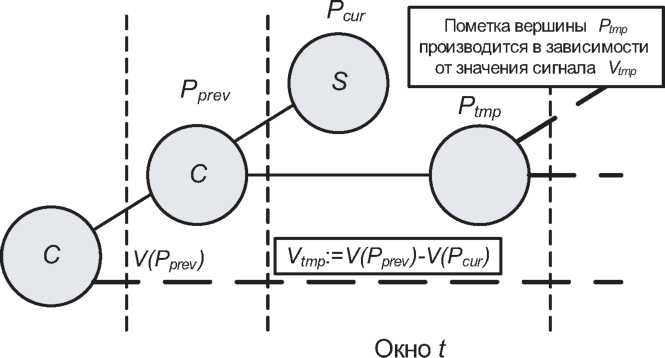 P_cur
Пометка вершины P_tmp
производится в зависимости
от значения сигнала V_tmp
S
P_prev
P_tmp
C
C
V(P_prev)
V_tmp:=V(P_prev)-V(P_cur)
Окно t